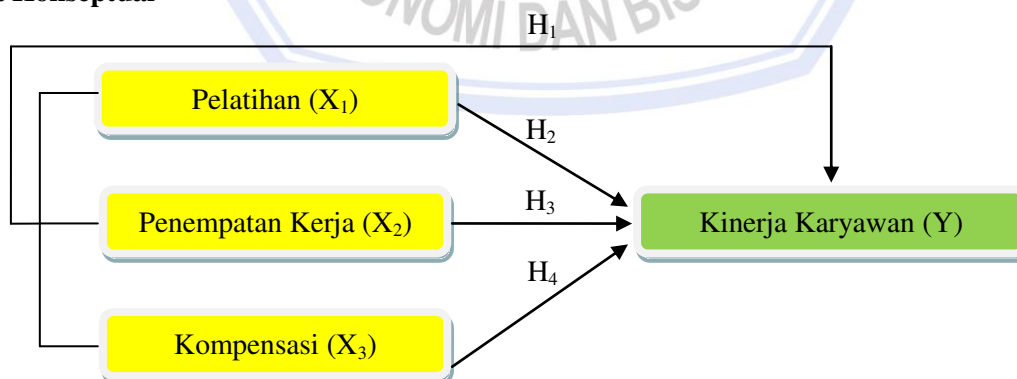 Konseptual
ONOMI DAN BIS
H₁
Pelatihan (X₁)
H₂
Penempatan Kerja (X₂)
H₃
Kinerja Karyawan (Y)
H₄
Kompensasi (X₃)